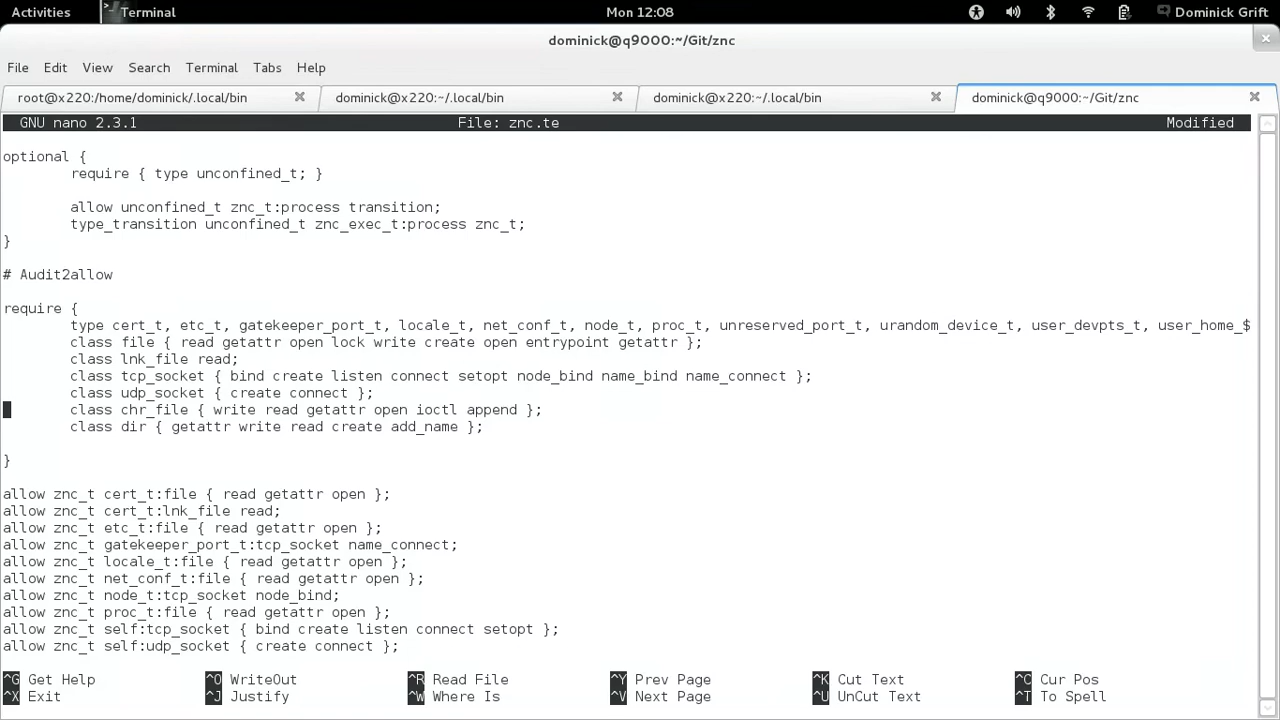 Activities Terminal Mon 12:08 Dominick Grift
dominick@q9000:~/Git/znc
File Edit View Search Terminal Tabs Help
root@x220:/home/dominick/.local/bin dominick@x220:~/.local/bin dominick@x220:~/.local/bin dominick@q9000:~/Git/znc
GNU nano 2.3.1 File: znc.te Modified
optional {
require { type unconfined_t; }
allow unconfined_t znc_t:process transition;
type_transition unconfined_t znc_exec_t:process znc_t;
}
# Audit2allow
require {
type cert_t, etc_t, gatekeeper_port_t, locale_t, net_conf_t, node_t, proc_t, unreserved_port_t, urandom_device_t, user_devpts_t, user_home_$
class file { read getattr open lock write create open entrypoint getattr };
class lnk_file read;
class tcp_socket { bind create listen connect setopt node_bind name_bind name_connect };
class udp_socket { create connect };
class chr_file { write read getattr open ioctl append };
class dir { getattr write read create add_name };
}
allow znc_t cert_t:file { read getattr open };
allow znc_t cert_t:lnk_file read;
allow znc_t etc_t:file { read getattr open };
allow znc_t gatekeeper_port_t:tcp_socket name_connect;
allow znc_t locale_t:file { read getattr open };
allow znc_t net_conf_t:file { read getattr open };
allow znc_t node_t:tcp_socket node_bind;
allow znc_t proc_t:file { read getattr open };
allow znc_t self:tcp_socket { bind create listen connect setopt };
allow znc_t self:udp_socket { create connect };
^G Get Help ^O WriteOut ^R Read File ^Y Prev Page ^K Cut Text ^C Cur Pos
^X Exit ^J Justify ^W Where Is ^V Next Page ^U UnCut Text ^T To Spell